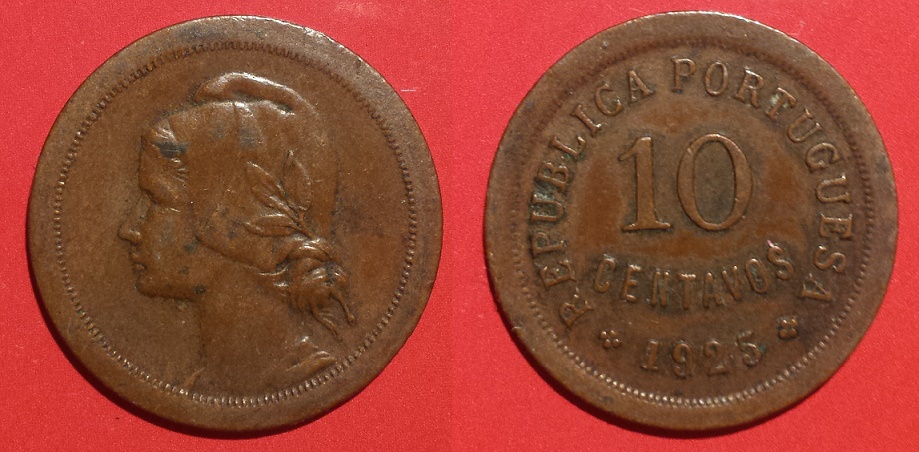 REPUBLICA PORTUGUESA
10
CENTAVOS
* 1925 *